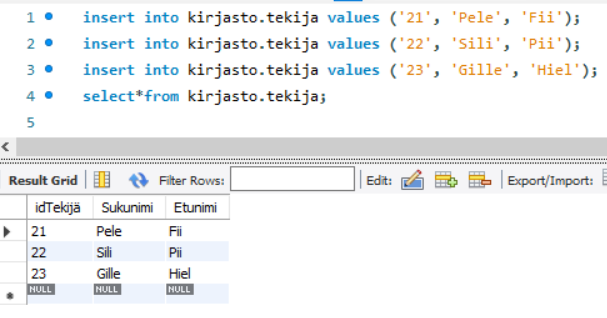 1 insert into kirjasto.tekija values ('21', 'Pele', 'Fii');
2 insert into kirjasto.tekija values ('22', 'Sili', 'Pii');
3 insert into kirjasto.tekija values ('23', 'Gille', 'Hiel');
4 select*from kirjasto.tekija;
5
Result Grid Filter Rows: Edit: Export/Import:
idTekijä Sukunimi Etunimi
21 Pele Fii
22 Sili Pii
23 Gille Hiel
NULL NULL NULL